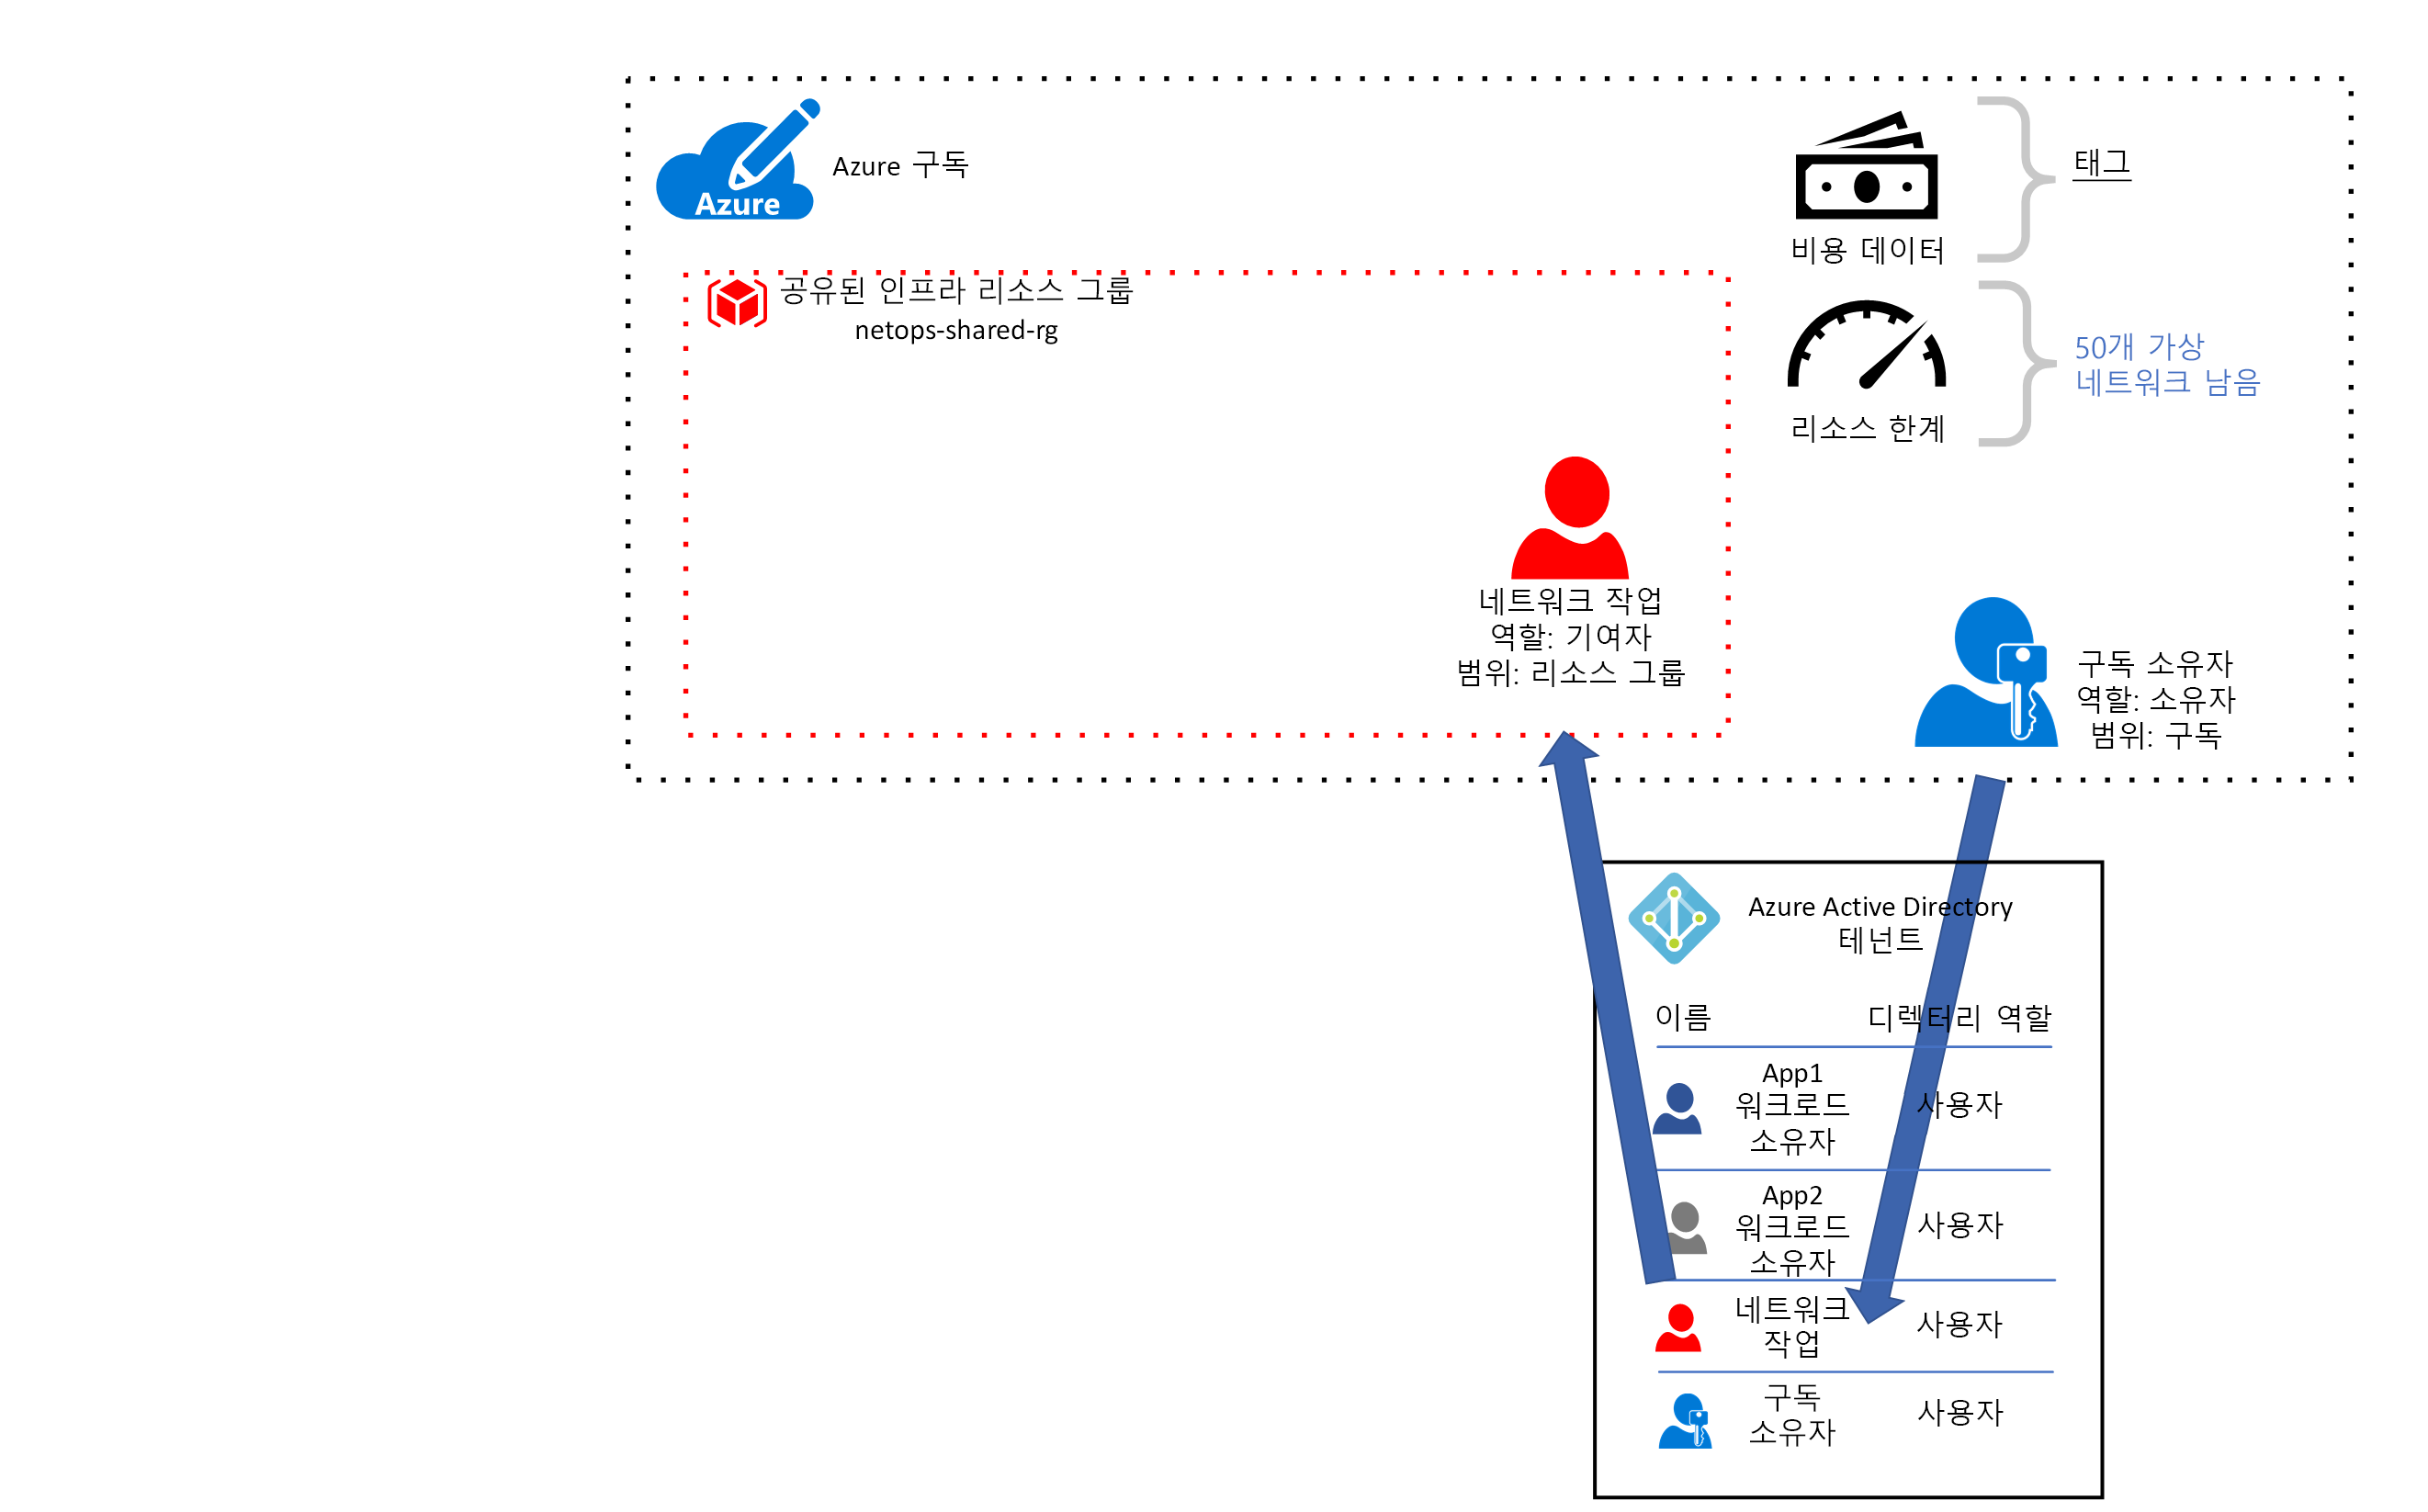 Azure
Azure 구독
공유된 인프라 리소스 그룹
netops-shared-rg
비용 데이터
태그
리소스 한계
50개 가상
네트워크 남음
네트워크 작업
역할: 기여자
범위: 리소스 그룹
구독 소유자
역할: 소유자
범위: 구독
Azure Active Directory
테넌트
이름 디렉터리 역할
App1
워크로드 사용자
소유자
App2
워크로드 사용자
소유자
네트워크 사용자
작업
구독 사용자
소유자